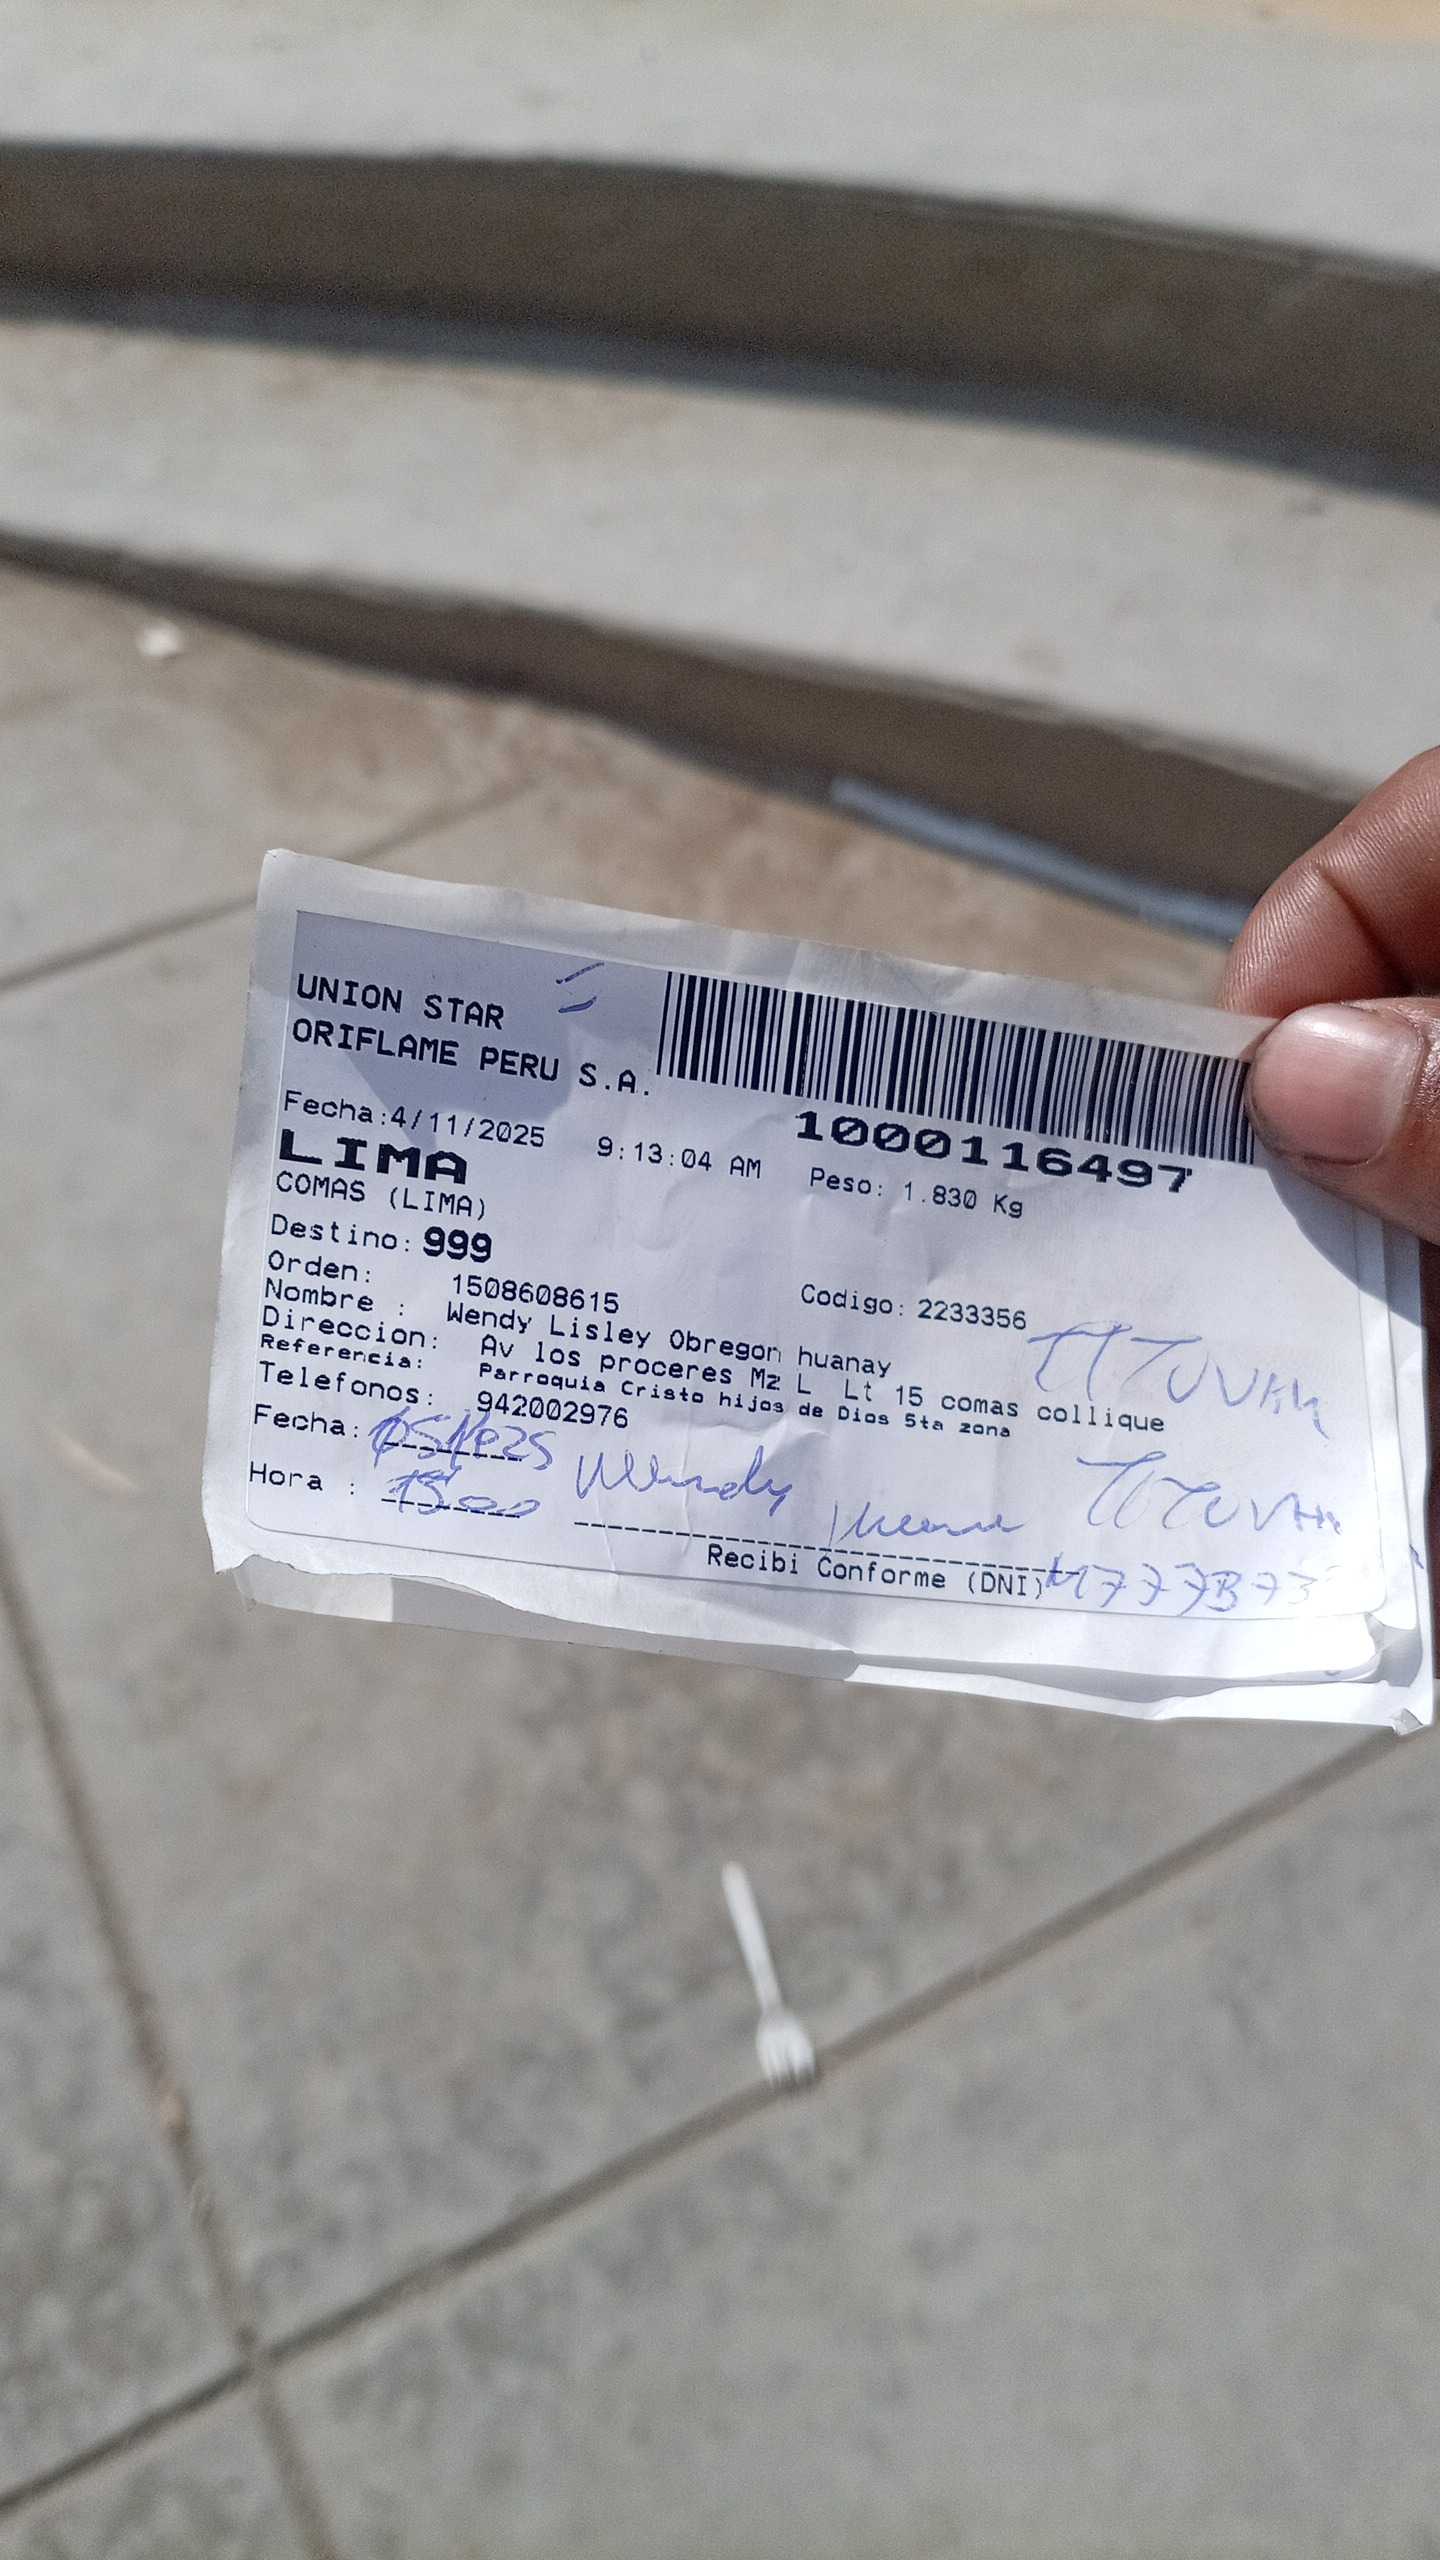 UNION STAR
ORIFLAME PERU S.A.
1000116497
Fecha:4/11/2025 9:13:04 AM Peso: 1.830 Kg
LIMA
COMAS (LIMA)
Destino: 999
Orden: 1508608615 Codigo: 2233356
Nombre : Wendy Lisley Obregon huanay
Direccion: Av los proceres Mz L Lt 15 comas collique
Referencia: Parroquia Cristo hijos de Dios 5ta zona
Telefonos: 942002976
Fecha:
Hora : 15:00 Wendy
Recibi Conforme (DNI)